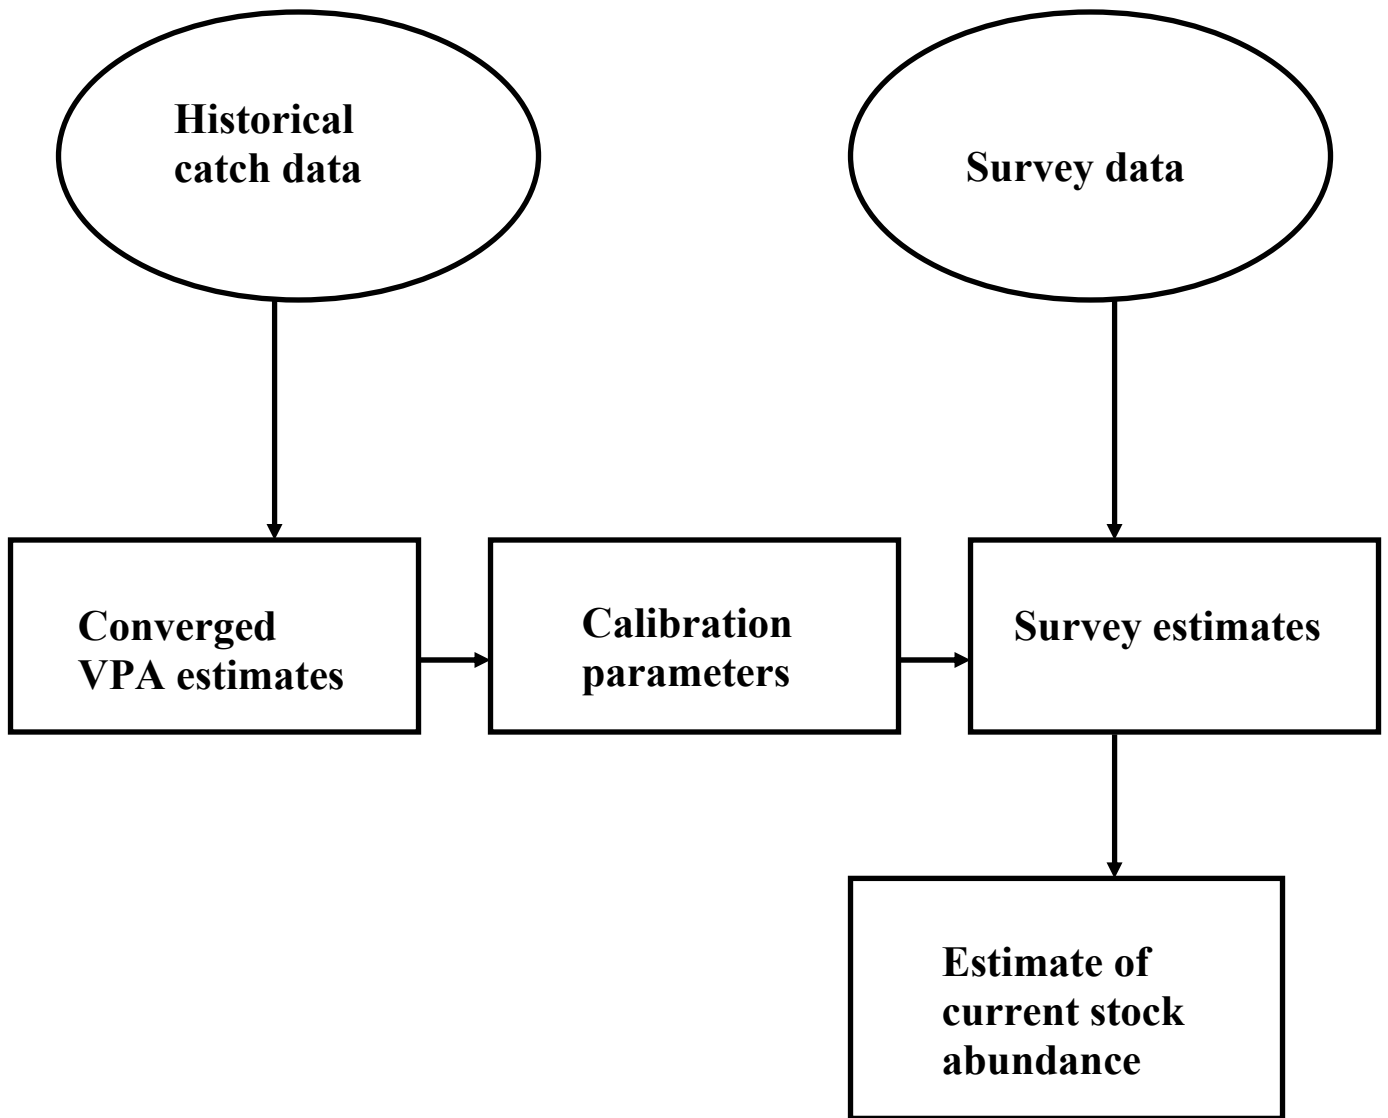 Historical
catch data
Survey data
Converged
VPA estimates
Calibration
parameters
Survey estimates
Estimate of
current stock
abundance